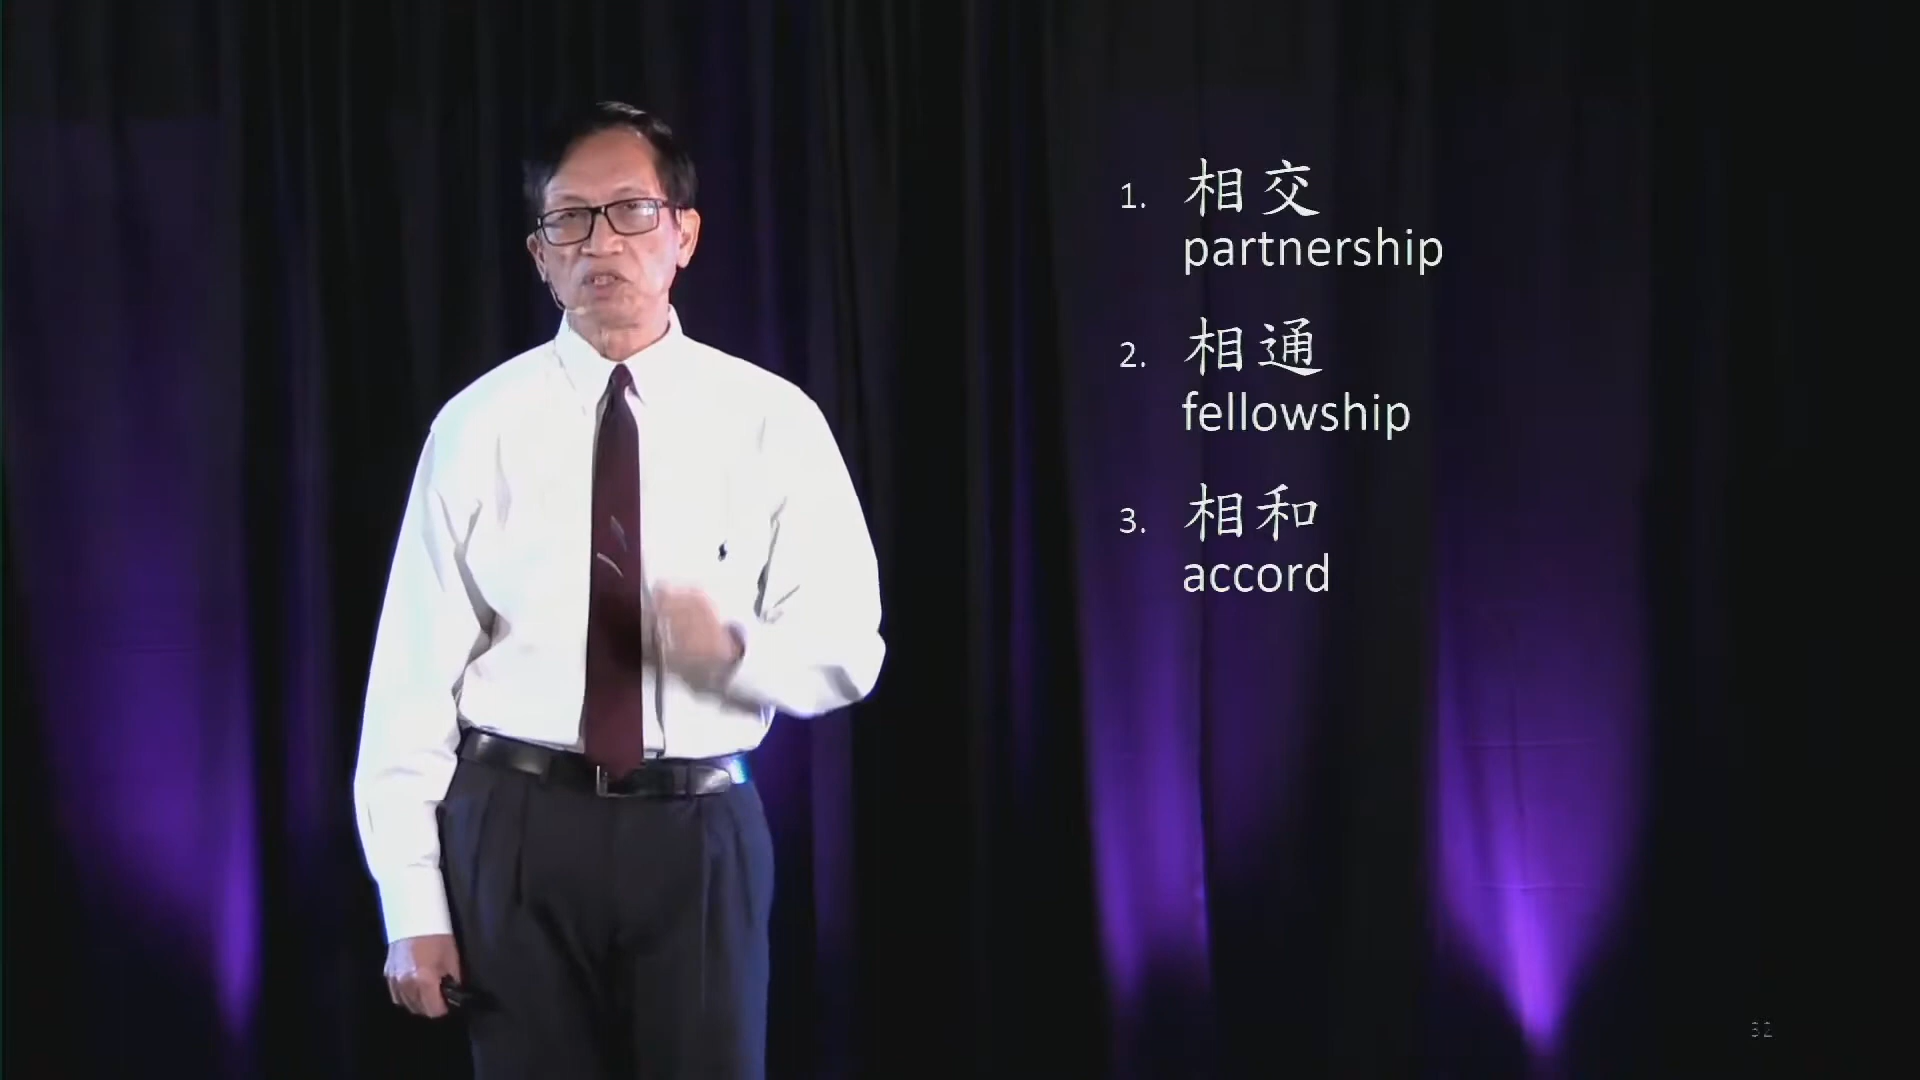 1. 相交
partnership
2. 相通
fellowship
3. 相和
accord
32